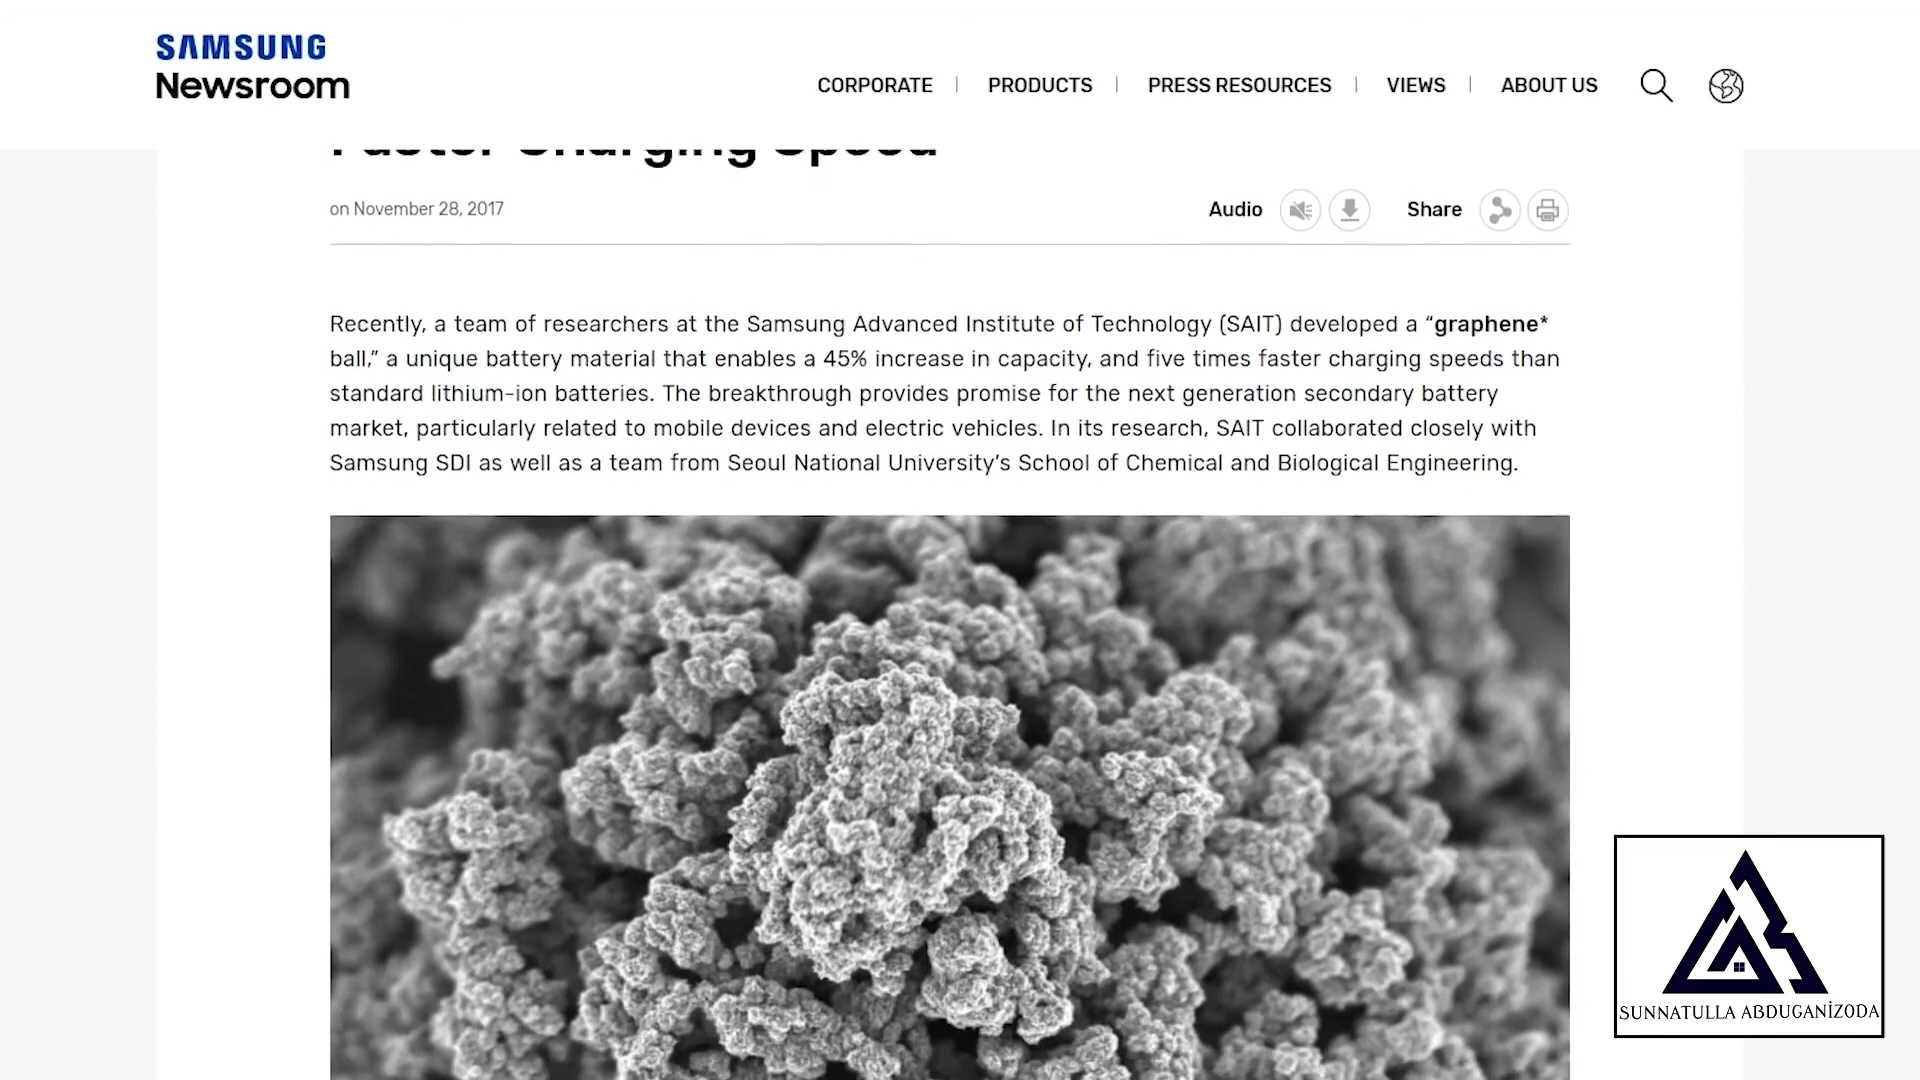 SAMSUNG
Newsroom
CORPORATE
PRODUCTS
PRESS RESOURCES
VIEWS
ABOUT US
Faster Charging Speed
on November 28, 2017
Audio
Share
Recently, a team of researchers at the Samsung Advanced Institute of Technology (SAIT) developed a “graphene*
ball,” a unique battery material that enables a 45% increase in capacity, and five times faster charging speeds than
standard lithium-ion batteries. The breakthrough provides promise for the next generation secondary battery
market, particularly related to mobile devices and electric vehicles. In its research, SAIT collaborated closely with
Samsung SDI as well as a team from Seoul National University’s School of Chemical and Biological Engineering.
SUNNATULLA ABDUGANİZODA